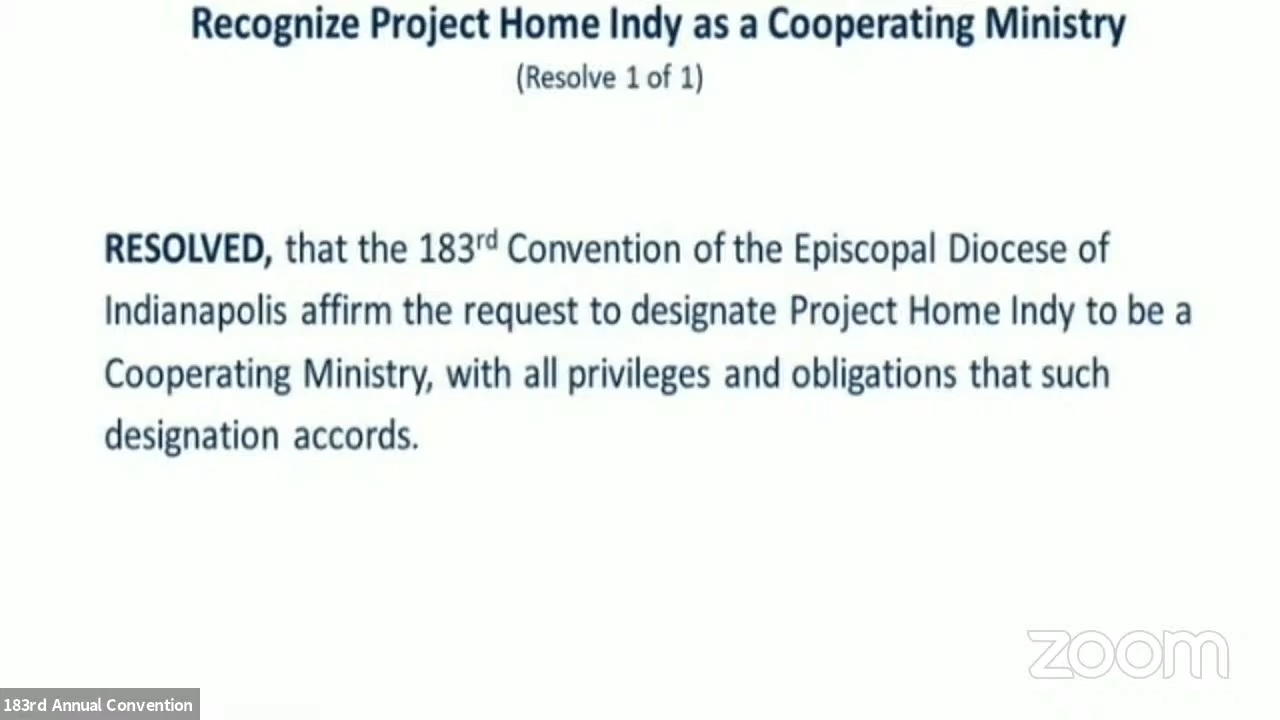 Recognize Project Home Indy as a Cooperating Ministry
(Resolve 1 of 1)
RESOLVED, that the 183rd Convention of the Episcopal Diocese of
Indianapolis affirm the request to designate Project Home Indy to be a
Cooperating Ministry, with all privileges and obligations that such
designation accords.
zoom
183rd Annual Convention